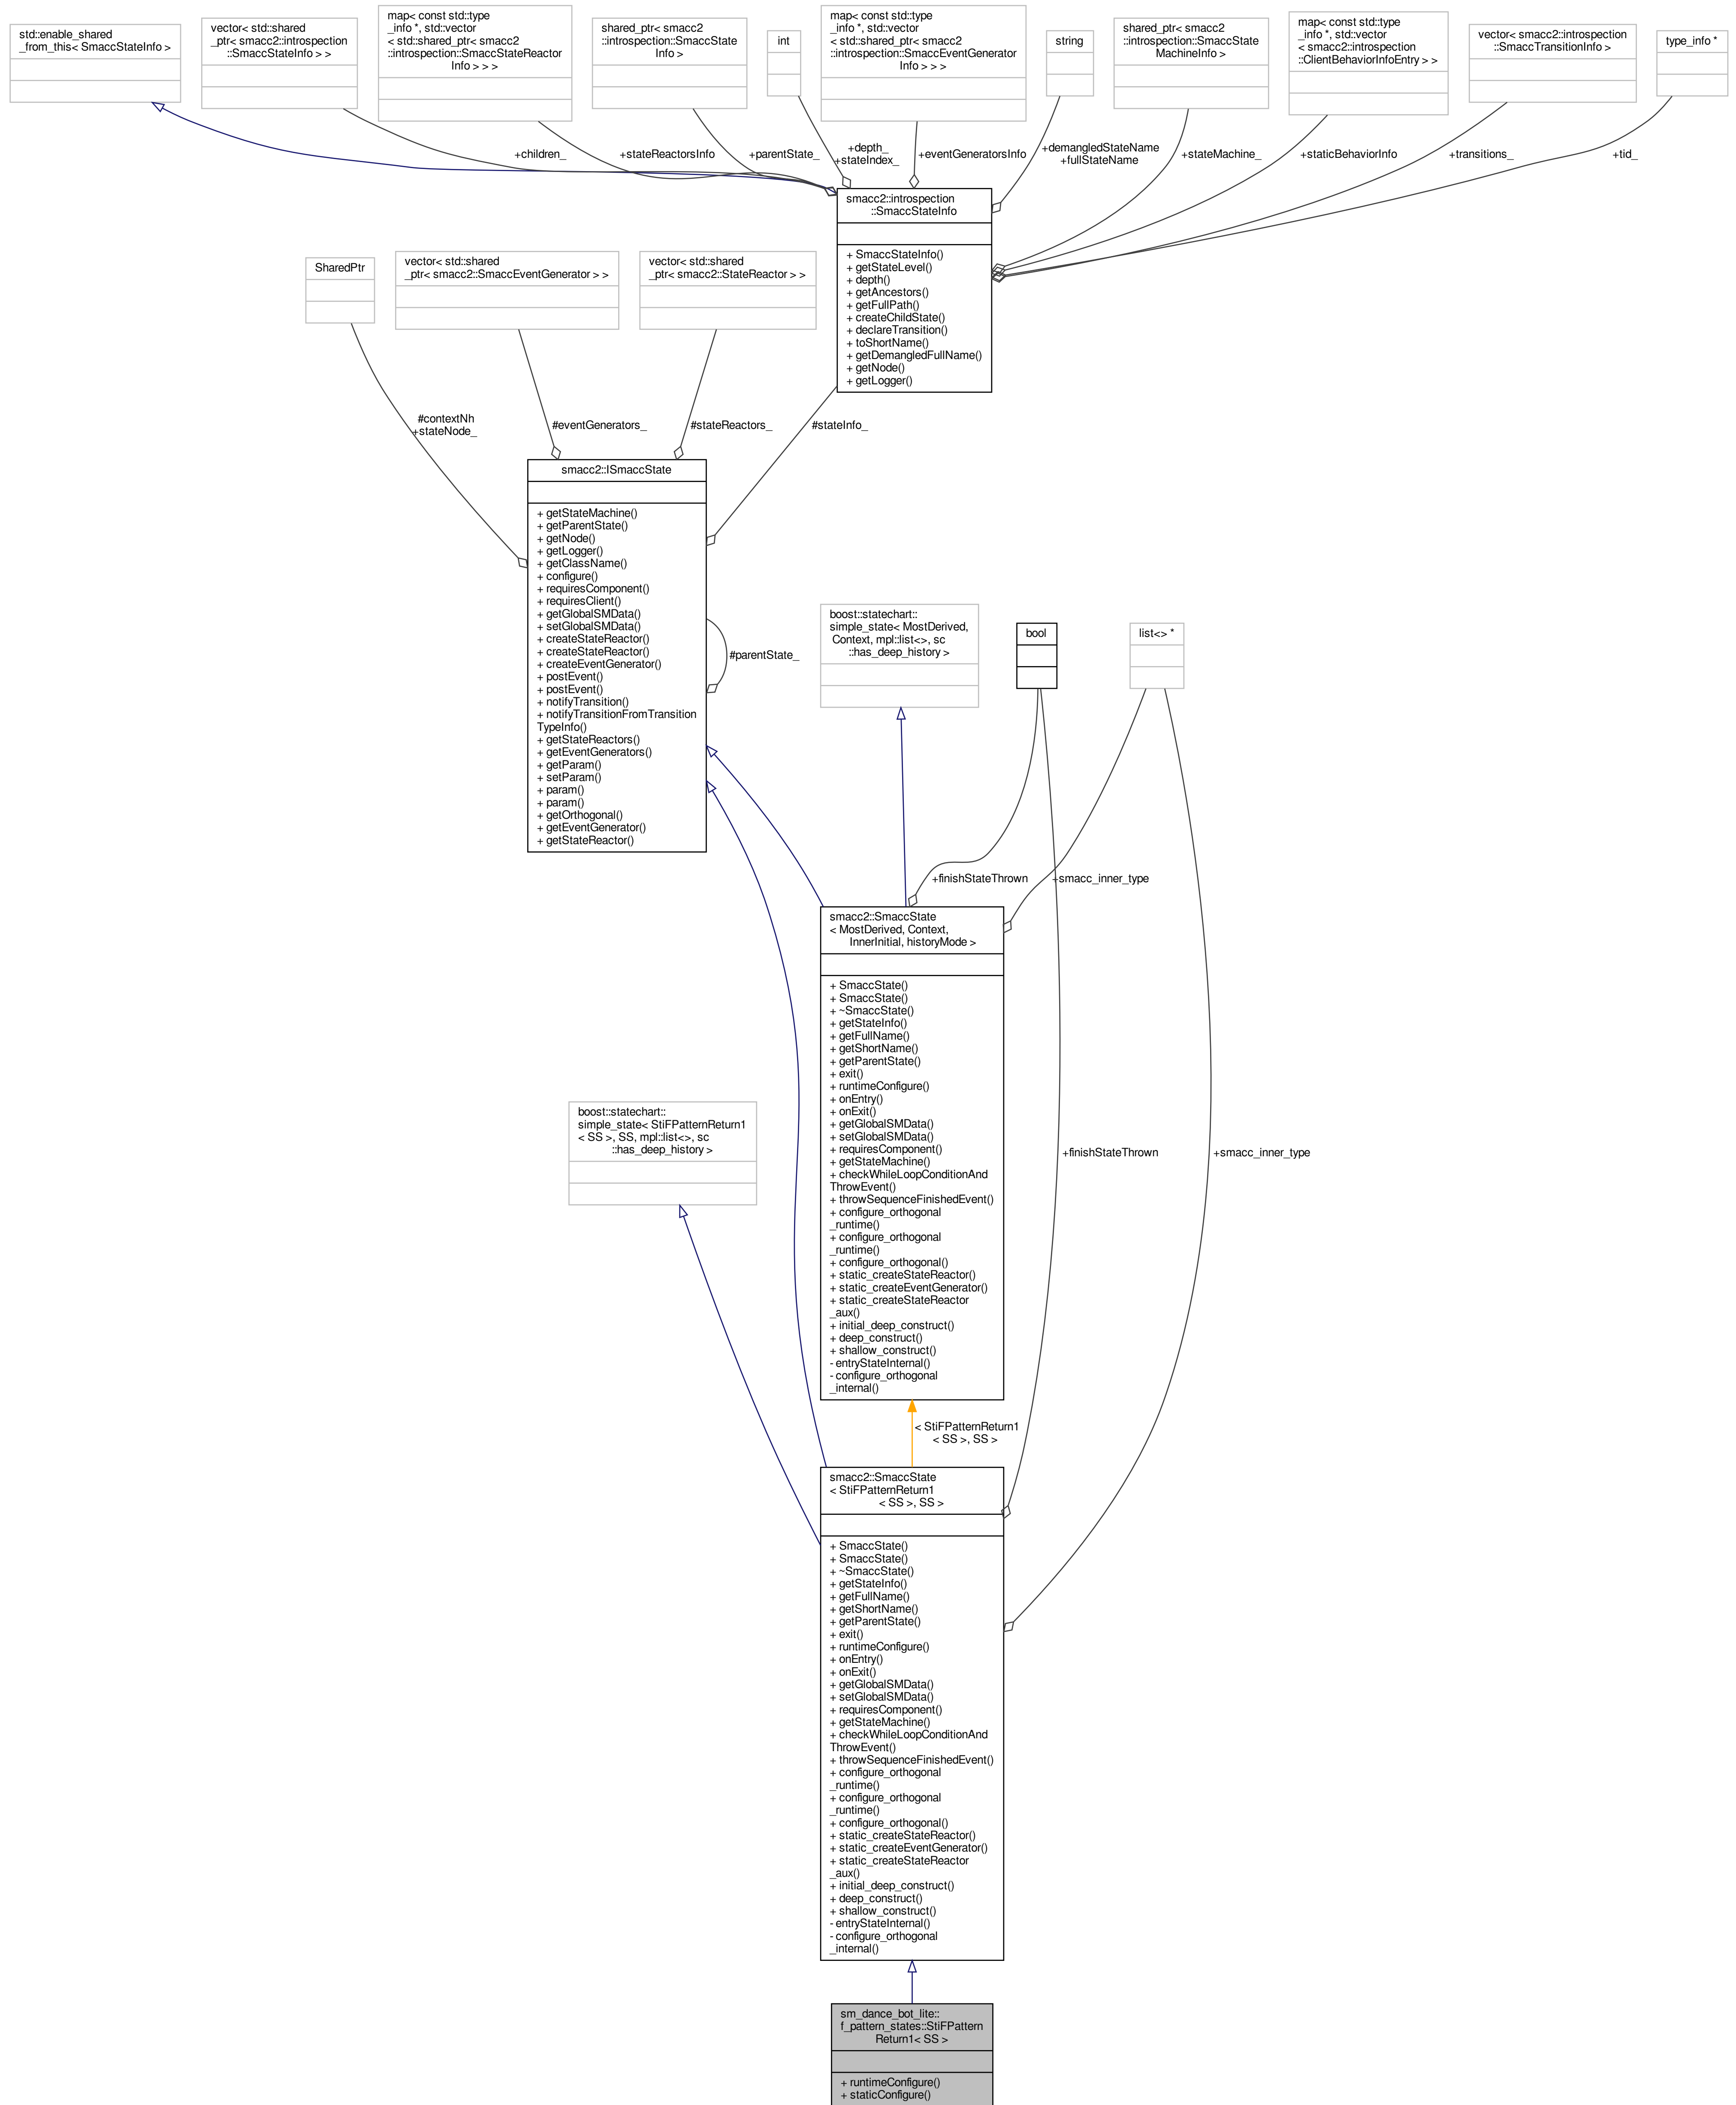 std::enable_shared
_from_this< SmaccStateInfo >
vector< std::shared
_ptr< smacc2::introspection
::SmaccStateInfo > >
map< const std::type
_info *, std::vector
< std::shared_ptr< smacc2
::introspection::SmaccStateReactor
Info > > >
shared_ptr< smacc2
::introspection::SmaccState
Info >
int
map< const std::type
_info *, std::vector
< std::shared_ptr< smacc2
::introspection::SmaccEventGenerator
Info > > >
string
shared_ptr< smacc2
::introspection::SmaccState
MachineInfo >
map< const std::type
_info *, std::vector
< smacc2::introspection
::ClientBehaviorInfoEntry > >
vector< smacc2::introspection
::SmaccTransitionInfo >
type_info *
+children_
+stateReactorsInfo
+parentState_
+depth_
+stateIndex_
+eventGeneratorsInfo
+demangledStateName
+fullStateName
+stateMachine_
+staticBehaviorInfo
+transitions_
+tid_
smacc2::introspection
::SmaccStateInfo
+ SmaccStateInfo()
+ getStateLevel()
+ depth()
+ getAncestors()
+ getFullPath()
+ createChildState()
+ declareTransition()
+ toShortName()
+ getDemangledFullName()
+ getNode()
+ getLogger()
SharedPtr
vector< std::shared
_ptr< smacc2::SmaccEventGenerator > >
vector< std::shared
_ptr< smacc2::StateReactor > >
#contextNh
+stateNode_
#eventGenerators_
#stateReactors_
#stateInfo_
smacc2::ISmaccState
+ getStateMachine()
+ getParentState()
+ getNode()
+ getLogger()
+ getClassName()
+ configure()
+ requiresComponent()
+ requiresClient()
+ getGlobalSMData()
+ setGlobalSMData()
+ createStateReactor()
+ createStateReactor()
+ createEventGenerator()
+ postEvent()
+ postEvent()
+ notifyTransition()
+ notifyTransitionFromTransition
TypeInfo()
+ getStateReactors()
+ getEventGenerators()
+ getParam()
+ setParam()
+ param()
+ param()
+ getOrthogonal()
+ getEventGenerator()
+ getStateReactor()
#parentState_
boost::statechart::
simple_state< MostDerived,
Context, mpl::list<>, sc
::has_deep_history >
bool
list<> *
+finishStateThrown
+smacc_inner_type
smacc2::SmaccState
< MostDerived, Context,
InnerInitial, historyMode >
+ SmaccState()
+ SmaccState()
+ ~SmaccState()
+ getStateInfo()
+ getFullName()
+ getShortName()
+ getParentState()
+ exit()
+ runtimeConfigure()
+ onEntry()
+ onExit()
+ getGlobalSMData()
+ setGlobalSMData()
+ requiresComponent()
+ getStateMachine()
+ checkWhileLoopConditionAnd
ThrowEvent()
+ throwSequenceFinishedEvent()
+ configure_orthogonal
_runtime()
+ configure_orthogonal
_runtime()
+ configure_orthogonal()
+ static_createStateReactor()
+ static_createEventGenerator()
+ static_createStateReactor
_aux()
+ initial_deep_construct()
+ deep_construct()
+ shallow_construct()
- entryStateInternal()
- configure_orthogonal
_internal()
boost::statechart::
simple_state< StiFPatternReturn1
< SS >, SS, mpl::list<>, sc
::has_deep_history >
+finishStateThrown
+smacc_inner_type
< StiFPatternReturn1
< SS >, SS >
smacc2::SmaccState
< StiFPatternReturn1
< SS >, SS >
+ SmaccState()
+ SmaccState()
+ ~SmaccState()
+ getStateInfo()
+ getFullName()
+ getShortName()
+ getParentState()
+ exit()
+ runtimeConfigure()
+ onEntry()
+ onExit()
+ getGlobalSMData()
+ setGlobalSMData()
+ requiresComponent()
+ getStateMachine()
+ checkWhileLoopConditionAnd
ThrowEvent()
+ throwSequenceFinishedEvent()
+ configure_orthogonal
_runtime()
+ configure_orthogonal
_runtime()
+ configure_orthogonal()
+ static_createStateReactor()
+ static_createEventGenerator()
+ static_createStateReactor
_aux()
+ initial_deep_construct()
+ deep_construct()
+ shallow_construct()
- entryStateInternal()
- configure_orthogonal
_internal()
sm_dance_bot_lite::
f_pattern_states::StiFPattern
Return1< SS >
+ runtimeConfigure()
+ staticConfigure()